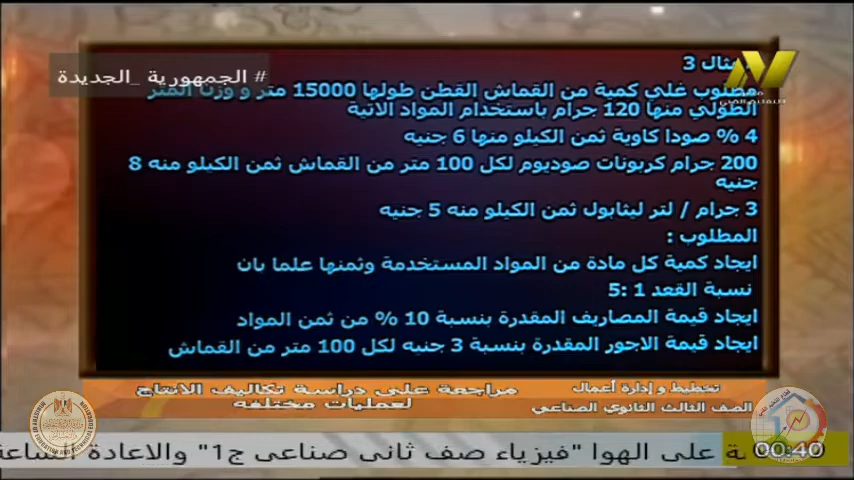 # الجمهورية _الجديدة
مثال 3
مطلوب غلي كمية من القماش القطن طولها 15000 متر و وزنا المتر
الطولي منها 120 جرام باستخدام المواد الاتية
4 % صودا كاوية ثمن الكيلو منها 6 جنيه
200 جرام كربونات صوديوم لكل 100 متر من القماش ثمن الكيلو منه 8
جنيه
3 جرام / لتر ليثابول ثمن الكيلو منه 5 جنيه
المطلوب :
ايجاد كمية كل مادة من المواد المستخدمة وثمنها علما بان
نسبة القعد 1 :5
ايجاد قيمة المصاريف المقدرة بنسبة 10 % من ثمن المواد
ايجاد قيمة الاجور المقدرة بنسبة 3 جنيه لكل 100 متر من القماش
تخطيط و إدارة أعمال
الصف الثالث الثانوى الصناعى
مراجعة على دراسة تكاليف الانتاج
لعمليات مختلفه
على الهوا "فيزياء صف ثانى صناعى ج1" والاعادة
00:40